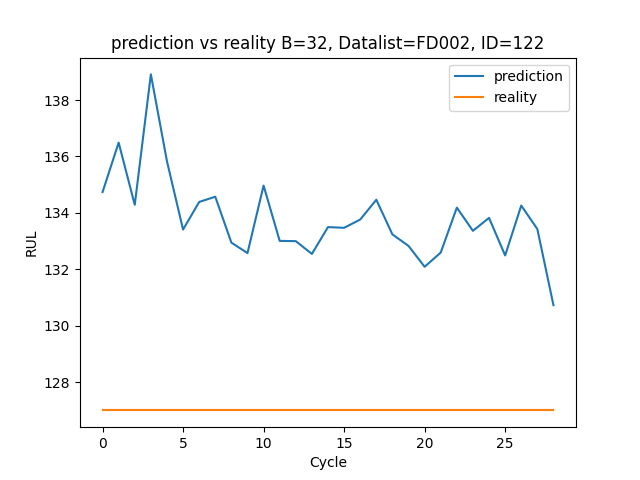 prediction vs reality B=32, Datalist=FD002, ID=122
prediction
reality
138
136
134
132
130
128
RUL
0 5 10 15 20 25
Cycle